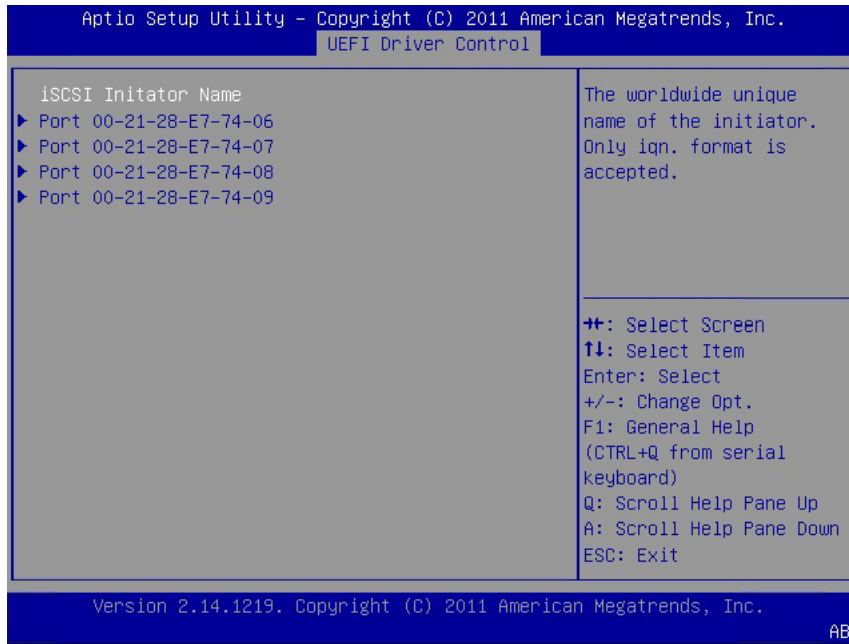 Aptio Setup Utility – Copyright (C) 2011 American Megatrends, Inc.
UEFI Driver Control
iSCSI Initator Name
▶ Port 00-21-28-E7-74-06
▶ Port 00-21-28-E7-74-07
▶ Port 00-21-28-E7-74-08
▶ Port 00-21-28-E7-74-09
The worldwide unique
name of the initiator.
Only iqn. format is
accepted.
→←: Select Screen
↑↓: Select Item
Enter: Select
+/-: Change Opt.
F1: General Help
(CTRL+Q from serial
keyboard)
Q: Scroll Help Pane Up
A: Scroll Help Pane Down
ESC: Exit
Version 2.14.1219. Copyright (C) 2011 American Megatrends, Inc.
AB